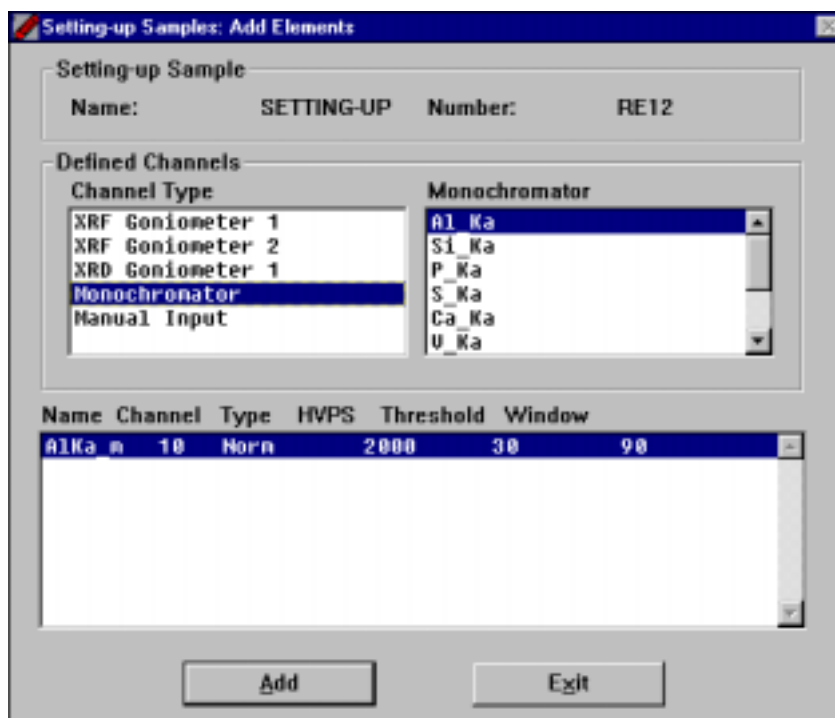 Setting-up Samples: Add Elements
Setting-up Sample
Name: SETTING-UP Number: RE12
Defined Channels
Channel Type
XRF Goniometer 1
XRF Goniometer 2
XRD Goniometer 1
Monochromator
Manual Input
Monochromator
Al_Ka
Si_Ka
P_Ka
S_Ka
Ca_Ka
V_Ka
Name Channel Type HVPS Threshold Window
AlKa_m 10 Norm 2000 30 90
Add Exit